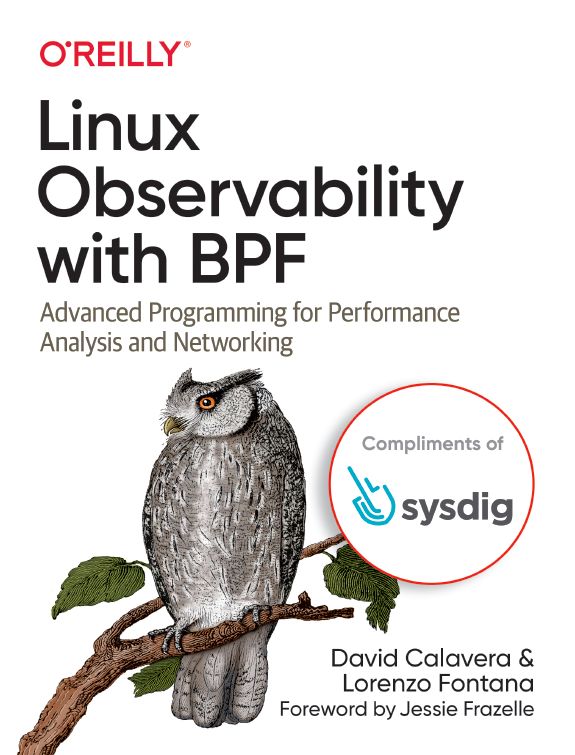 O'REILLY®
Linux
Observability
with BPF
Advanced Programming for Performance
Analysis and Networking
Compliments of
sysdig
David Calavera &
Lorenzo Fontana
Foreword by Jessie Frazelle